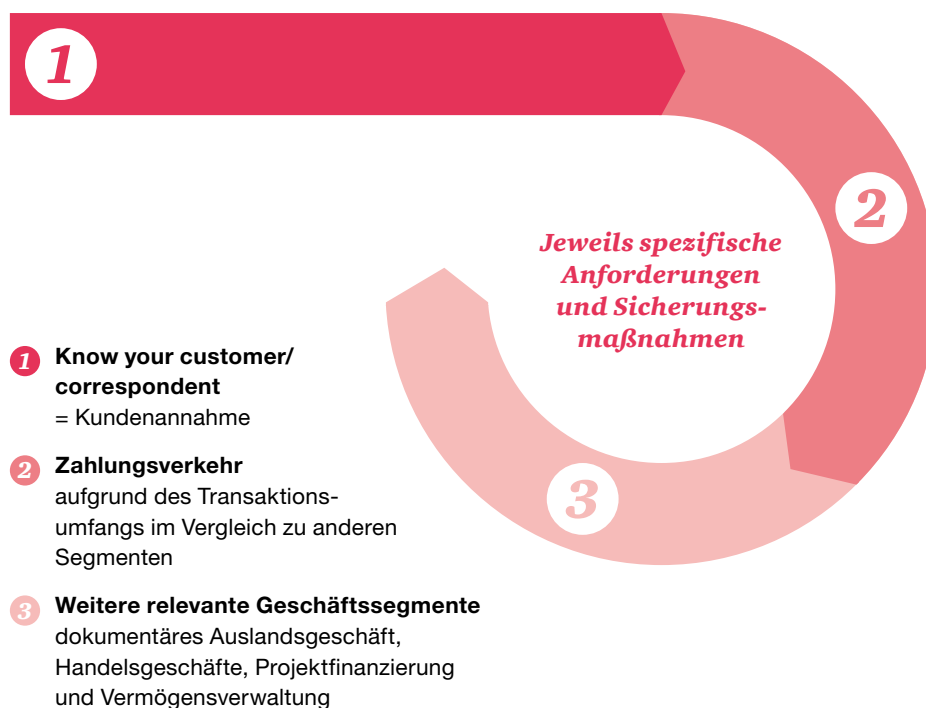 1
2
Jeweils spezifische
Anforderungen
und Sicherungs-
maßnahmen
3
1 Know your customer/
correspondent
= Kundenannahme
2 Zahlungsverkehr
aufgrund des Transaktions-
umfangs im Vergleich zu anderen
Segmenten
3 Weitere relevante Geschäftssegmente
dokumentäres Auslandsgeschäft,
Handelsgeschäfte, Projektfinanzierung
und Vermögensverwaltung